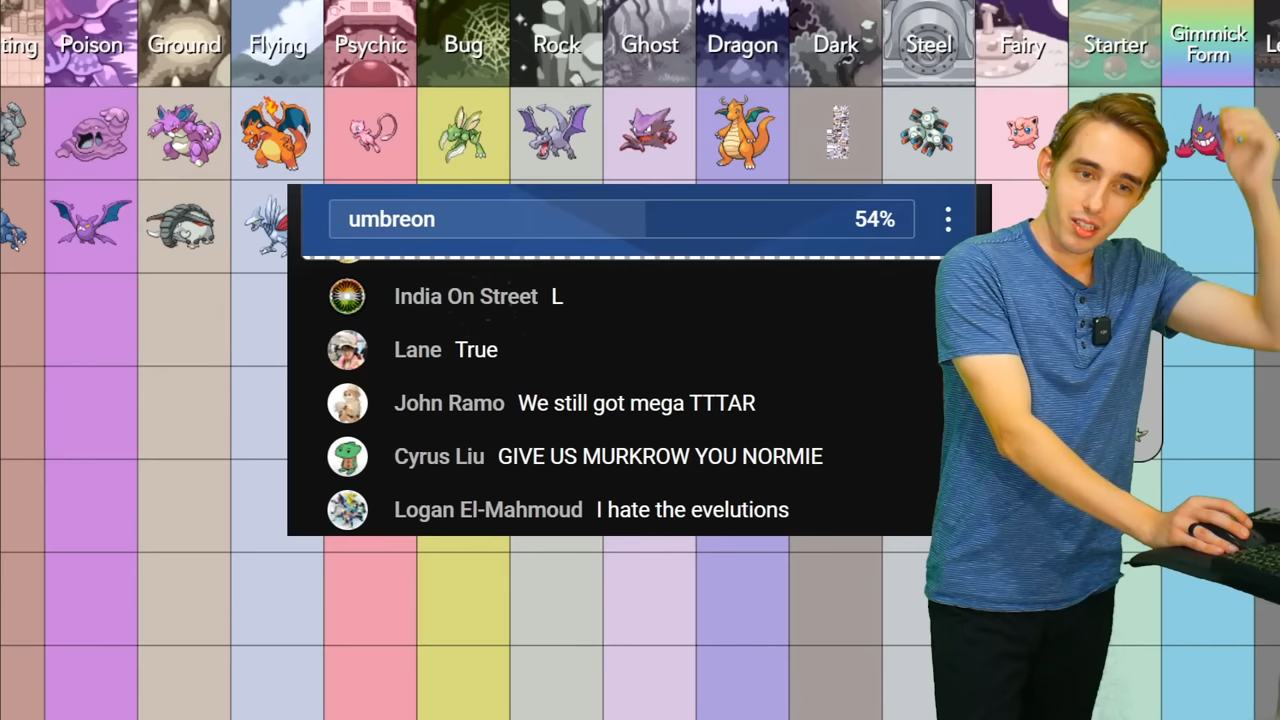 ting Poison Ground Flying Psychic Bug Rock Ghost Dragon Dark Steel Fairy Starter Gimmick Form
umbreon 54%
India On Street L
Lane True
John Ramo We still got mega TTTAR
Cyrus Liu GIVE US MURKROW YOU NORMIE
Logan El-Mahmoud I hate the evelutions